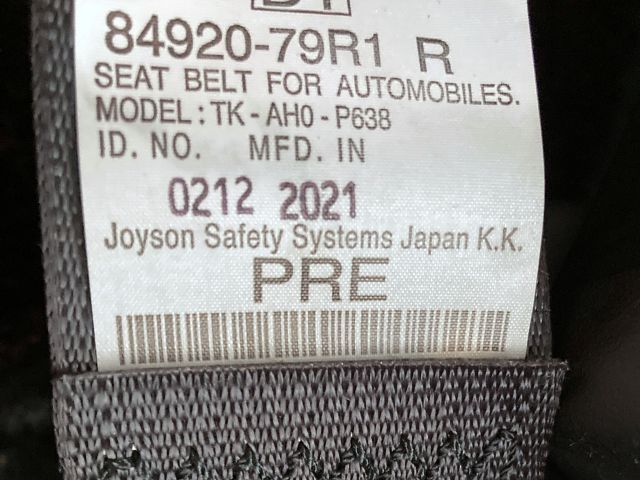 84920-79R1 R
SEAT BELT FOR AUTOMOBILES.
MODEL: TK-AH0-P638
ID. NO. MFD. IN
0212 2021
Joyson Safety Systems Japan K.K.
PRE